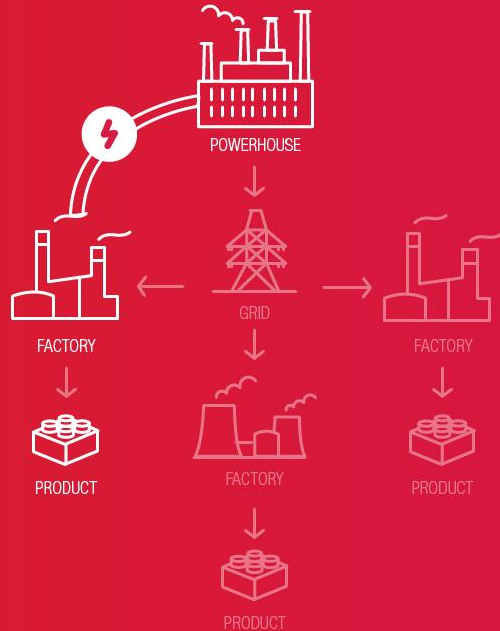 POWERHOUSE
GRID
FACTORY
FACTORY
FACTORY
PRODUCT
PRODUCT
PRODUCT